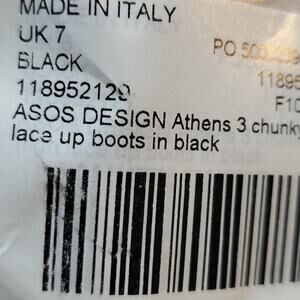 MADE IN ITALY
UK 7
BLACK
118952129
ASOS DESIGN Athens 3 chunky
lace up boots in black